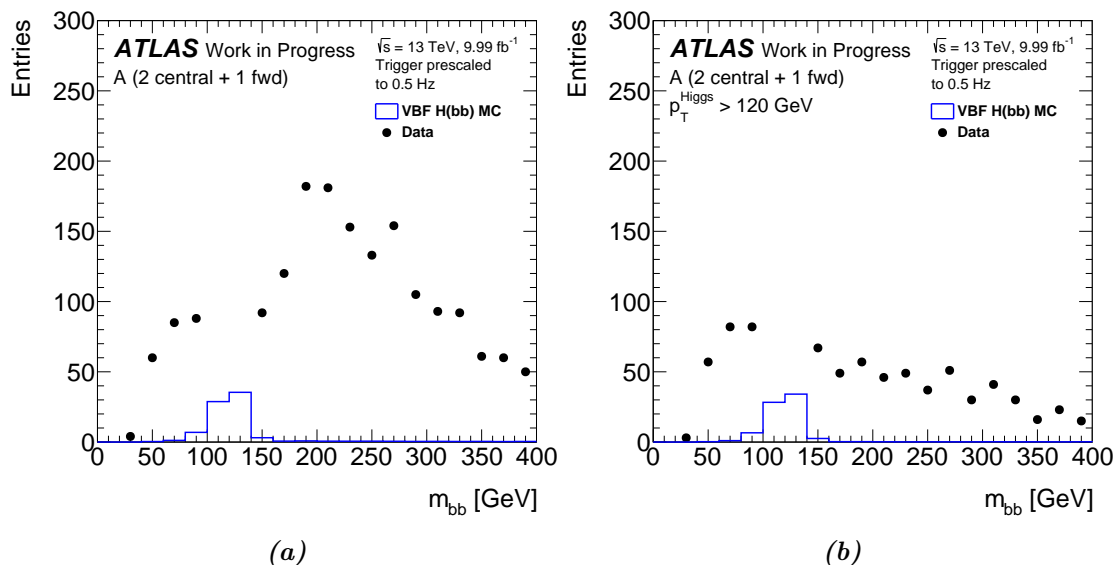 Entries
300
250
200
150
100
50
0
ATLAS Work in Progress
A (2 central + 1 fwd)
√s = 13 TeV, 9.99 fb⁻¹
Trigger prescaled
to 0.5 Hz
VBF H(bb) MC
Data
0 50 100 150 200 250 300 350 400
m_bb [GeV]
(a)
Entries
300
250
200
150
100
50
0
ATLAS Work in Progress
A (2 central + 1 fwd)
p_T^Higgs > 120 GeV
√s = 13 TeV, 9.99 fb⁻¹
Trigger prescaled
to 0.5 Hz
VBF H(bb) MC
Data
0 50 100 150 200 250 300 350 400
m_bb [GeV]
(b)